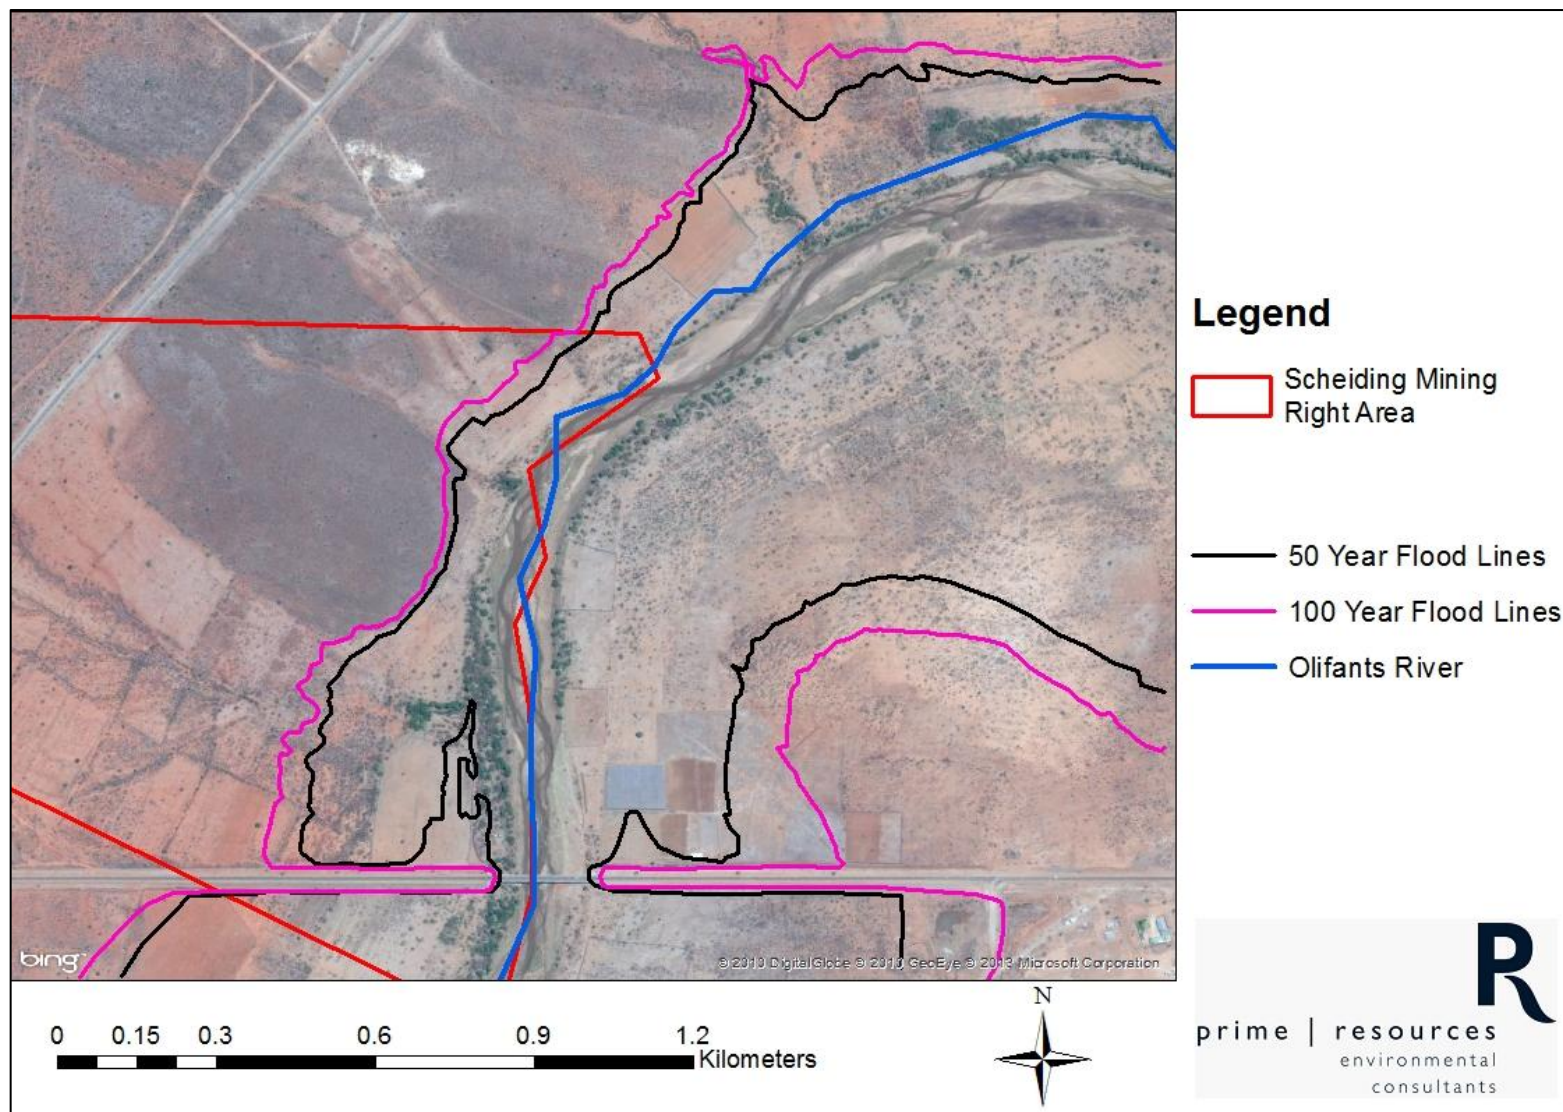 Legend
Scheiding Mining
Right Area
50 Year Flood Lines
100 Year Flood Lines
Olifants River
bing™
© 2010 DigitalGlobe © 2010 GeoEye © 2013 Microsoft Corporation
0 0.15 0.3 0.6 0.9 1.2
Kilometers
N
R
prime | resources
environmental
consultants